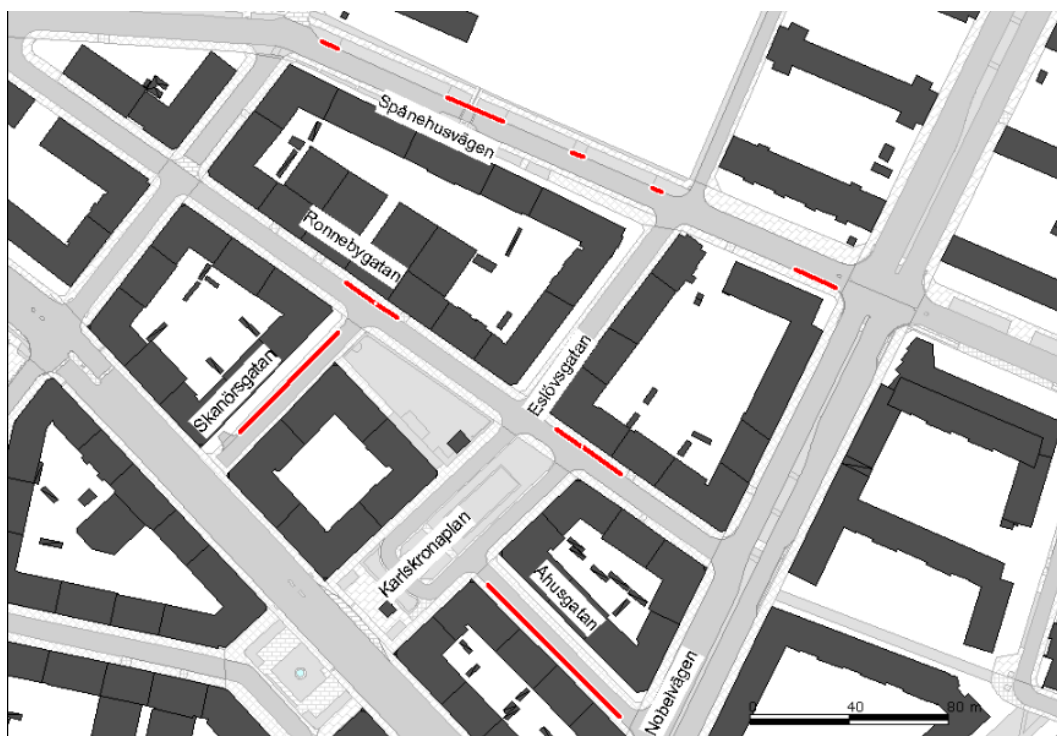 Spånehusvägen
Ronnebygatan
Skanörsgatan
Eslövsgatan
Karlskronaplan
Åhusgatan
Nobelvägen
0 40 80 m